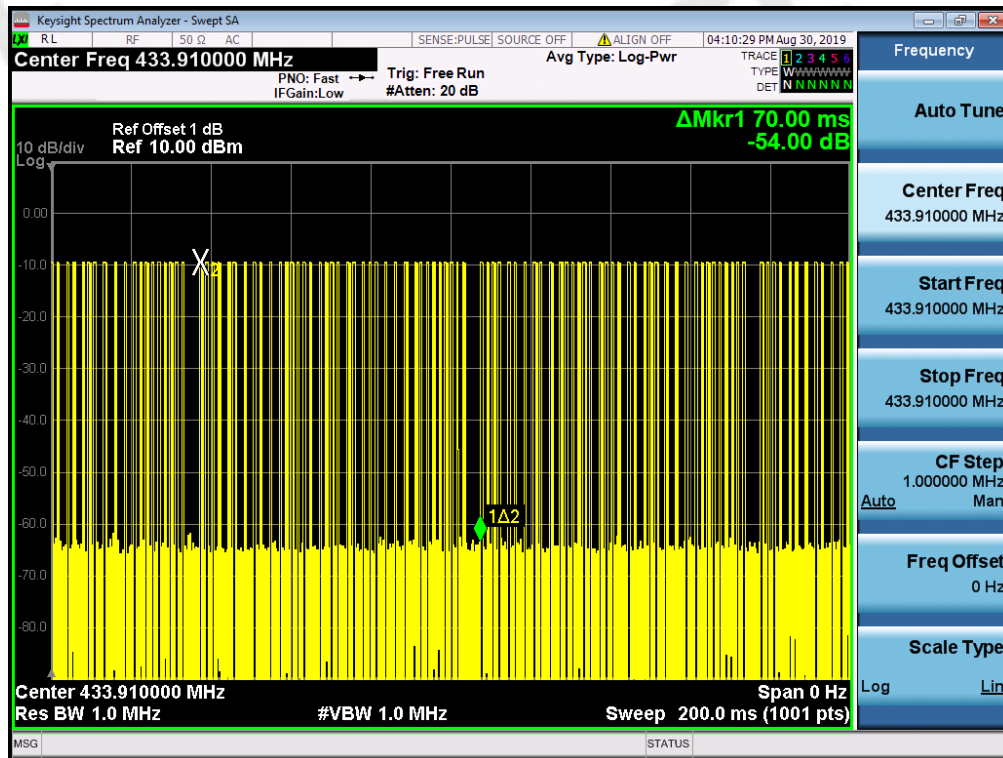 Keysight Spectrum Analyzer - Swept SA
LXI RL RF 50 Ω AC SENSE:PULSE SOURCE OFF ALIGN OFF 04:10:29 PM Aug 30, 2019
Center Freq 433.910000 MHz
PNO: Fast
IFGain:Low
Trig: Free Run
#Atten: 20 dB
Avg Type: Log-Pwr
TRACE 1 2 3 4 5 6
TYPE WWWWWW
DET N N N N N N
Ref Offset 1 dB
10 dB/div Ref 10.00 dBm
Log
ΔMkr1 70.00 ms
-54.00 dB
0.00
-10.0
-20.0
-30.0
-40.0
-50.0
-60.0
-70.0
-80.0
X2
1Δ2
Center 433.910000 MHz Span 0 Hz
Res BW 1.0 MHz #VBW 1.0 MHz Sweep 200.0 ms (1001 pts)
MSG STATUS
Frequency
Auto Tune
Center Freq
433.910000 MHz
Start Freq
433.910000 MHz
Stop Freq
433.910000 MHz
CF Step
1.000000 MHz
Auto Man
Freq Offset
0 Hz
Scale Type
Log Lin